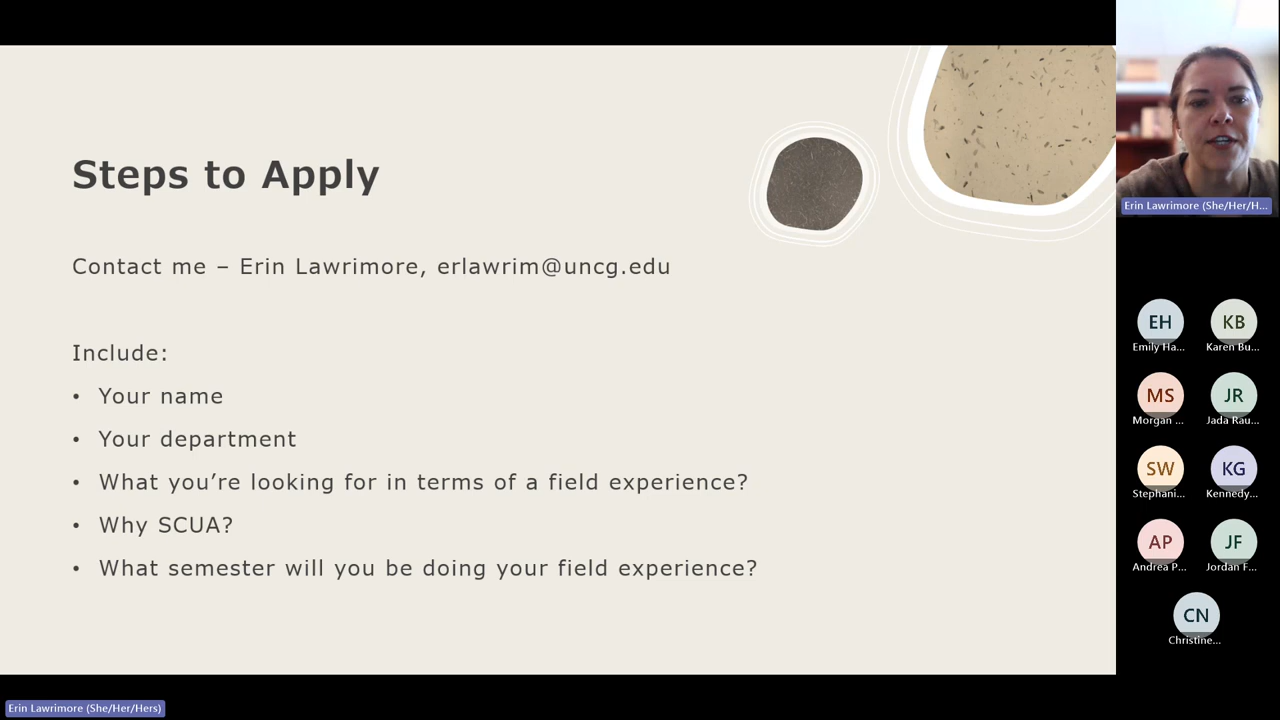 Steps to Apply
Contact me – Erin Lawrimore, erlawrim@uncg.edu
Include:
• Your name
• Your department
• What you’re looking for in terms of a field experience?
• Why SCUA?
• What semester will you be doing your field experience?
Erin Lawrimore (She/Her/H...
EH
Emily Ha...
KB
Karen Bu...
MS
Morgan ...
JR
Jada Rau...
SW
Stephani...
KG
Kennedy...
AP
Andrea P...
JF
Jordan F...
CN
Christine...
Erin Lawrimore (She/Her/Hers)